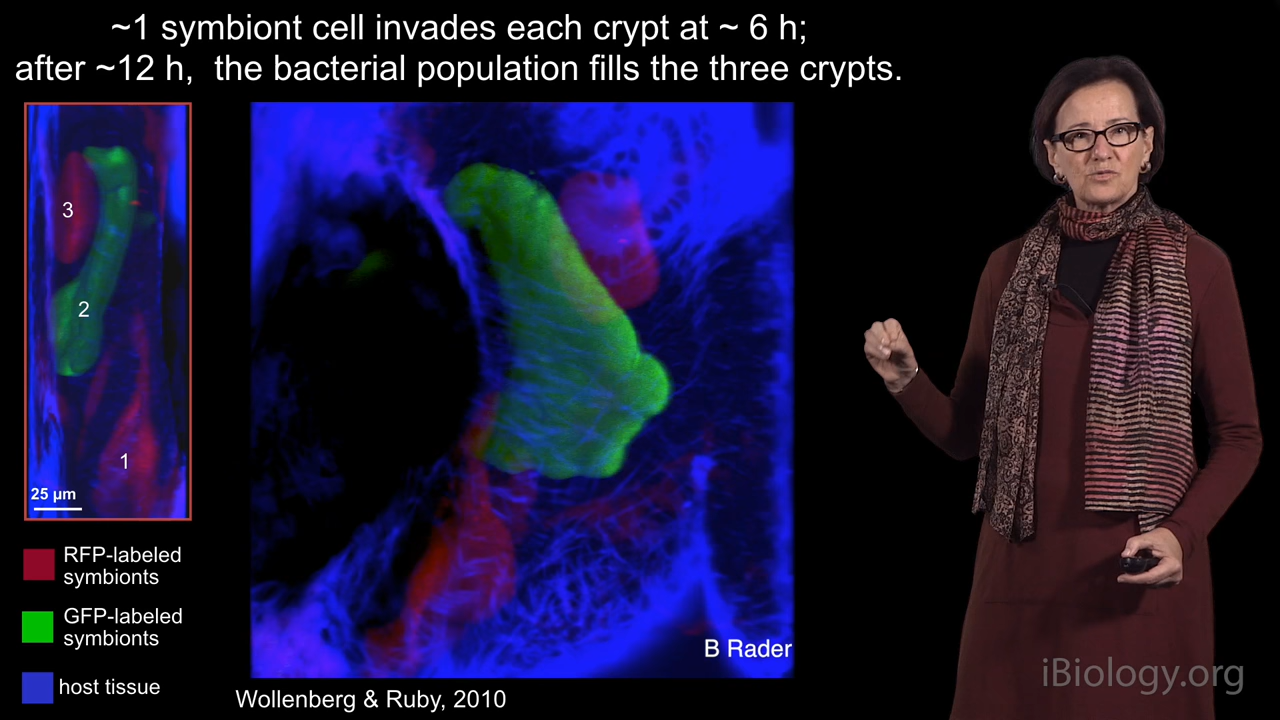 ~1 symbiont cell invades each crypt at ~ 6 h;
after ~12 h, the bacterial population fills the three crypts.
3
2
1
25 µm
RFP-labeled
symbionts
GFP-labeled
symbionts
host tissue
B Rader
Wollenberg & Ruby, 2010
iBiology.org